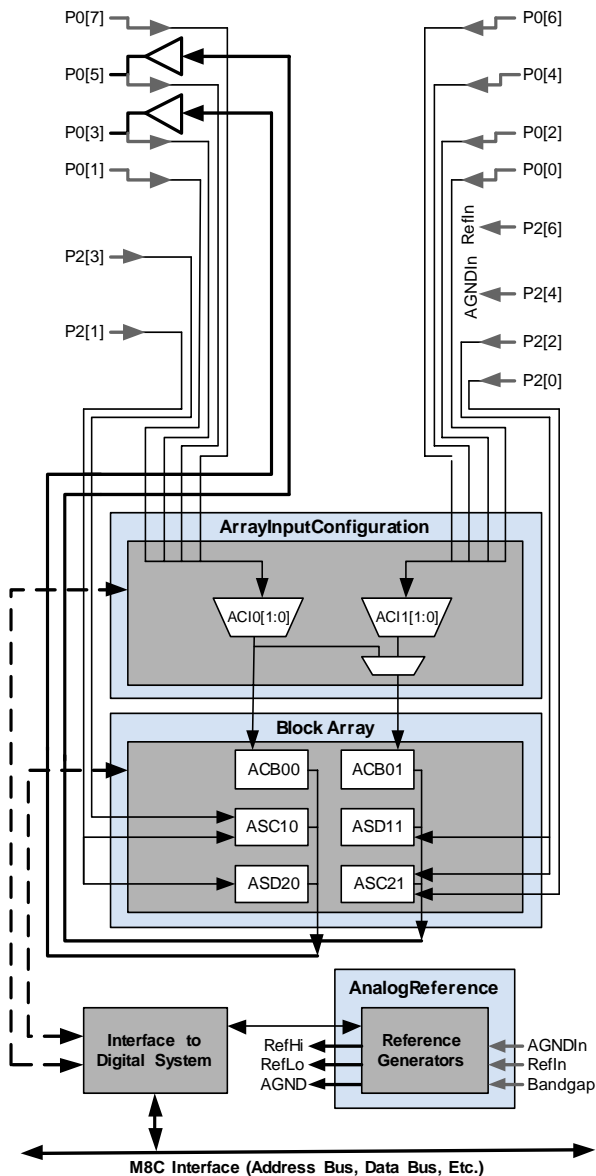 P0[7]
P0[6]
P0[5]
P0[4]
P0[3]
P0[2]
P0[1]
P0[0]
AGNDIn RefIn
P2[6]
P2[3]
P2[4]
P2[1]
P2[2]
P2[0]
ArrayInputConfiguration
ACI0[1:0]
ACI1[1:0]
Block Array
ACB00
ACB01
ASC10
ASD11
ASD20
ASC21
AnalogReference
Interface to
Digital System
RefHi
RefLo
AGND
Reference
Generators
AGNDIn
RefIn
Bandgap
M8C Interface (Address Bus, Data Bus, Etc.)